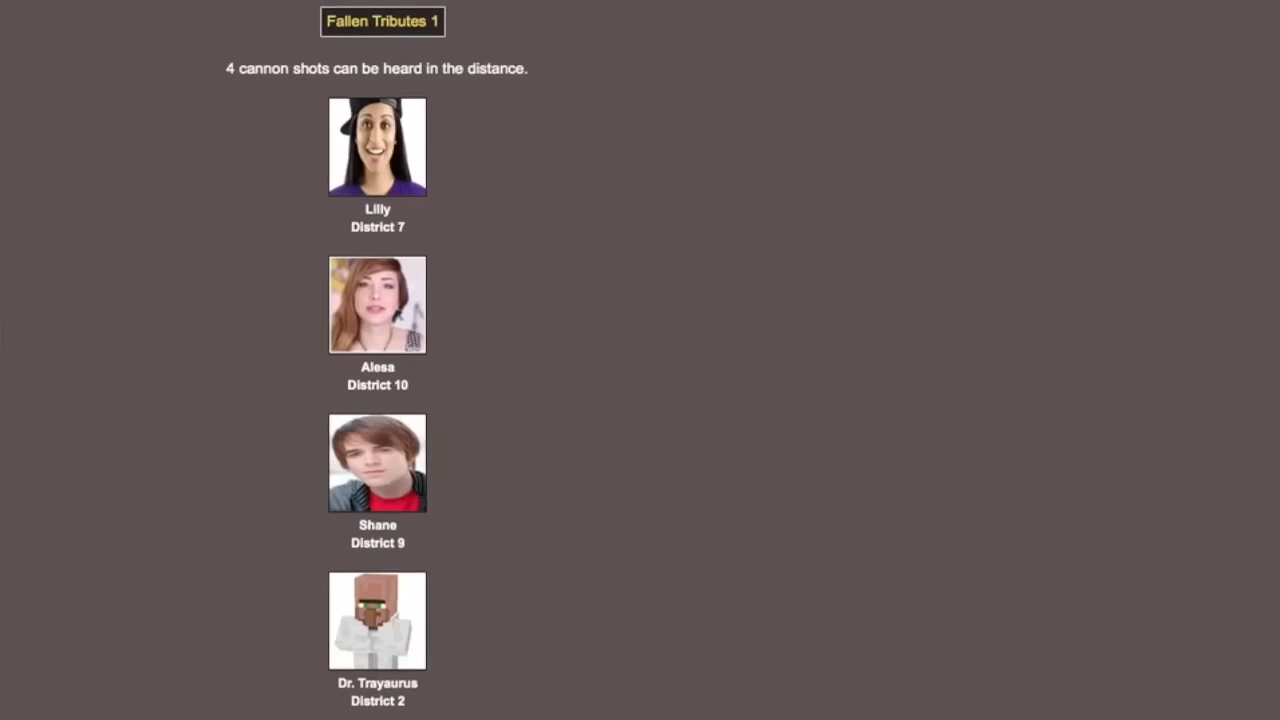 Fallen Tributes 1
4 cannon shots can be heard in the distance.
Lilly
District 7
Alesa
District 10
Shane
District 9
Dr. Trayaurus
District 2